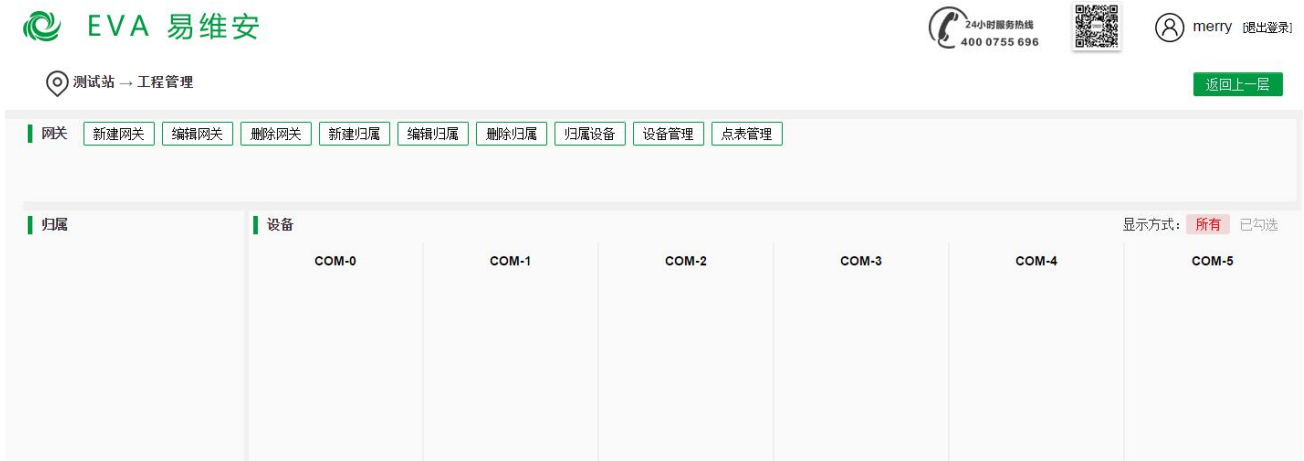 EVA 易维安
24小时服务热线
400 0755 696
merry [退出登录]
测试站 → 工程管理
返回上一层
网关 新建网关 编辑网关 删除网关 新建归属 编辑归属 删除归属 归属设备 设备管理 点表管理
归属
设备
显示方式： 所有 已勾选
COM-0 COM-1 COM-2 COM-3 COM-4 COM-5